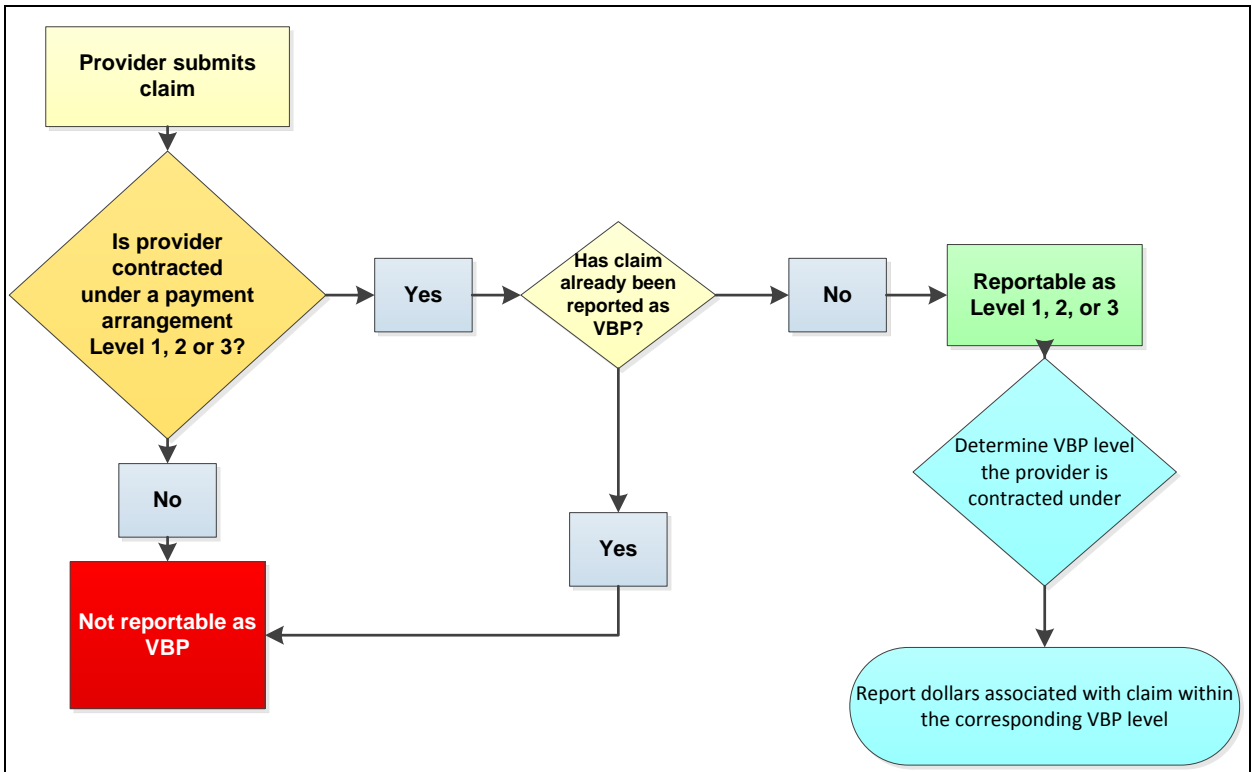 Provider submits
claim
Is provider
contracted
under a payment
arrangement
Level 1, 2 or 3?
Yes
Has claim
already been
reported as
VBP?
No
Reportable as
Level 1, 2, or 3
Determine VBP level
the provider is
contracted under
No
Yes
Not reportable as
VBP
Report dollars associated with claim within
the corresponding VBP level